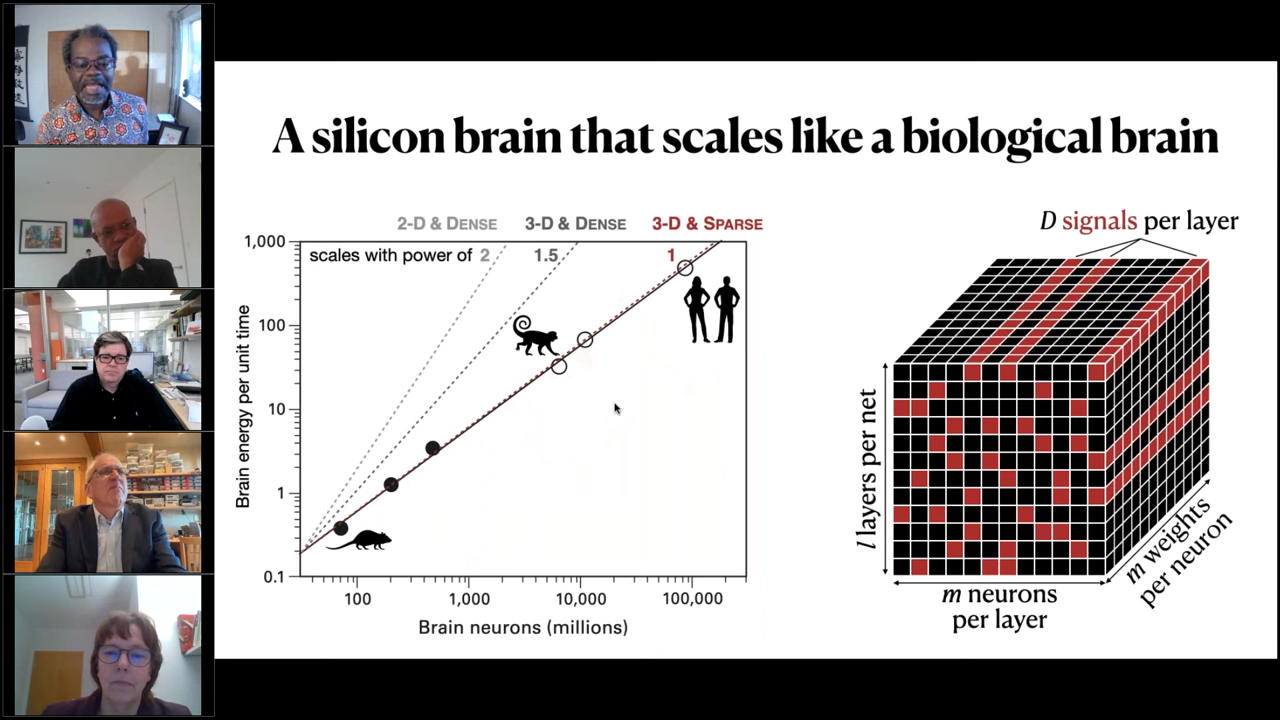 A silicon brain that scales like a biological brain
2-D & DENSE 3-D & DENSE 3-D & SPARSE
scales with power of 2 1.5 1
1,000
100
10
1
0.1
Brain energy per unit time
100 1,000 10,000 100,000
Brain neurons (millions)
D signals per layer
l layers per net
m neurons
per layer
m weights
per neuron